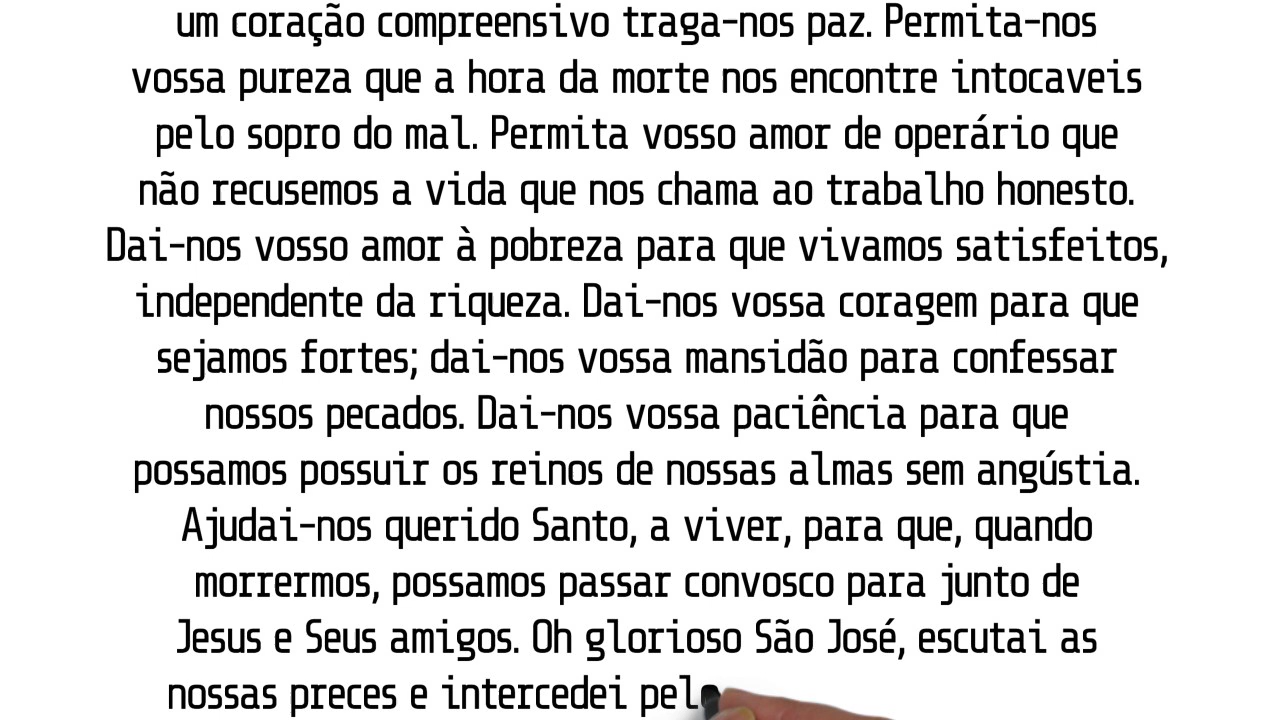 um coração compreensivo traga-nos paz. Permita-nos
vossa pureza que a hora da morte nos encontre intocaveis
pelo sopro do mal. Permita vosso amor de operário que
não recusemos a vida que nos chama ao trabalho honesto.
Dai-nos vosso amor à pobreza para que vivamos satisfeitos,
independente da riqueza. Dai-nos vossa coragem para que
sejamos fortes; dai-nos vossa mansidão para confessar
nossos pecados. Dai-nos vossa paciência para que
possamos possuir os reinos de nossas almas sem angústia.
Ajudai-nos querido Santo, a viver, para que, quando
morrermos, possamos passar convosco para junto de
Jesus e Seus amigos. Oh glorioso São José, escutai as
nossas preces e intercedei pelo